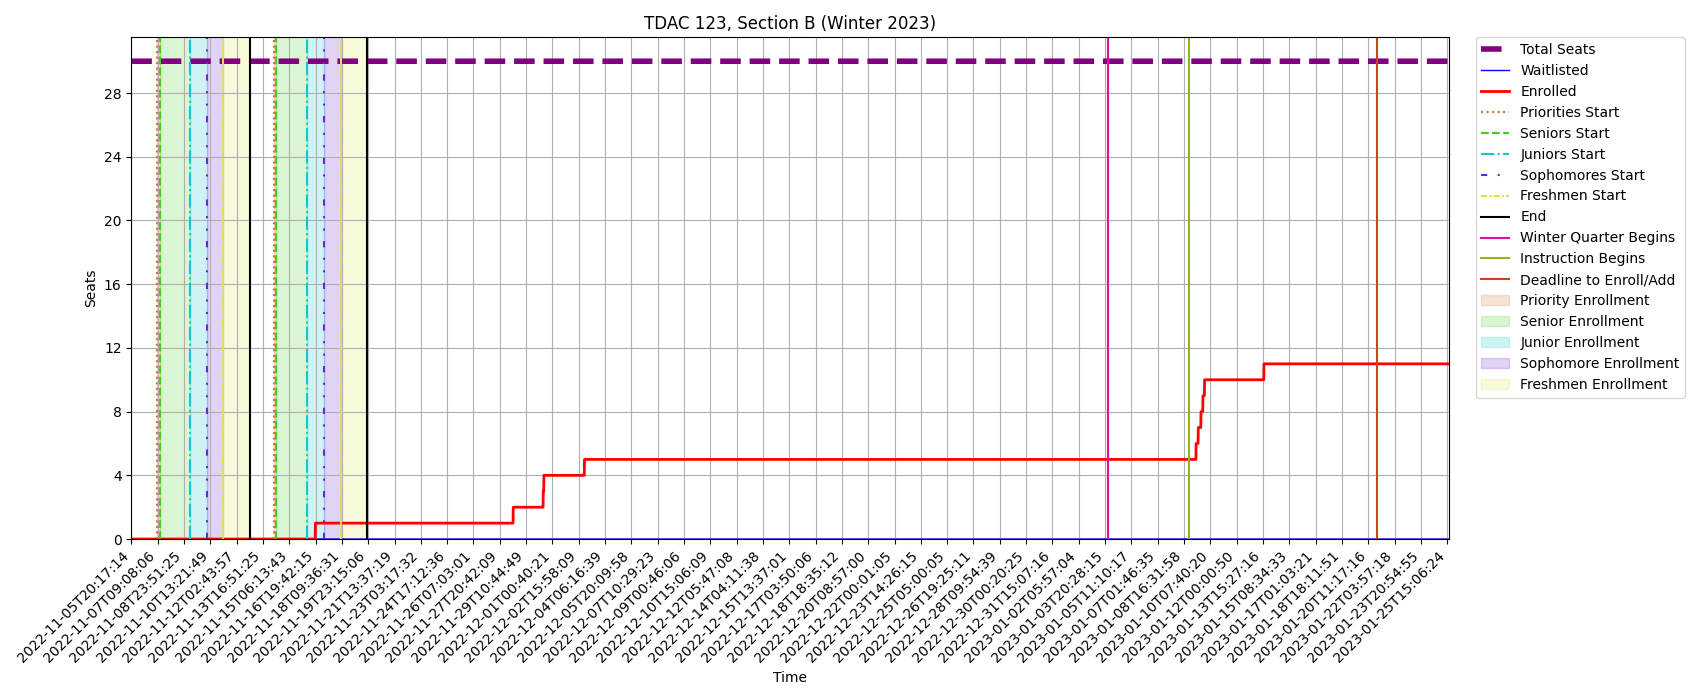 TDAC 123, Section B (Winter 2023)
Seats
28
24
20
16
12
8
4
0
2022-11-05T20:17:14
2022-11-07T09:08:06
2022-11-08T23:51:25
2022-11-10T13:21:49
2022-11-12T02:43:57
2022-11-13T16:51:25
2022-11-15T06:13:43
2022-11-16T19:42:15
2022-11-18T09:36:31
2022-11-19T23:15:06
2022-11-21T13:37:19
2022-11-23T03:17:32
2022-11-24T17:12:36
2022-11-26T07:03:01
2022-11-27T20:42:09
2022-11-29T10:44:49
2022-12-01T00:40:21
2022-12-02T15:58:09
2022-12-04T06:16:39
2022-12-05T20:09:58
2022-12-07T10:29:23
2022-12-09T00:46:06
2022-12-10T15:06:09
2022-12-12T05:47:08
2022-12-14T04:11:38
2022-12-15T13:37:01
2022-12-17T03:50:06
2022-12-18T18:35:12
2022-12-20T08:57:00
2022-12-22T00:01:05
2022-12-23T14:26:15
2022-12-25T05:00:05
2022-12-26T19:25:11
2022-12-28T09:54:39
2022-12-30T00:20:25
2022-12-31T15:07:16
2023-01-02T05:57:04
2023-01-03T20:28:15
2023-01-05T11:10:17
2023-01-07T01:46:35
2023-01-08T16:31:58
2023-01-10T07:40:20
2023-01-12T00:00:50
2023-01-13T15:27:16
2023-01-15T08:34:33
2023-01-17T01:03:21
2023-01-18T18:11:51
2023-01-20T11:17:16
2023-01-22T03:57:18
2023-01-23T20:54:55
2023-01-25T15:06:24
Time
Total Seats
Waitlisted
Enrolled
Priorities Start
Seniors Start
Juniors Start
Sophomores Start
Freshmen Start
End
Winter Quarter Begins
Instruction Begins
Deadline to Enroll/Add
Priority Enrollment
Senior Enrollment
Junior Enrollment
Sophomore Enrollment
Freshmen Enrollment